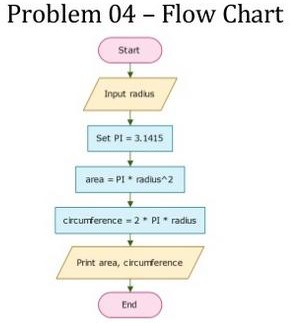 Problem 04 – Flow Chart
Start
Input radius
Set PI = 3.1415
area = PI * radius^2
circumference = 2 * PI * radius
Print area, circumference
End